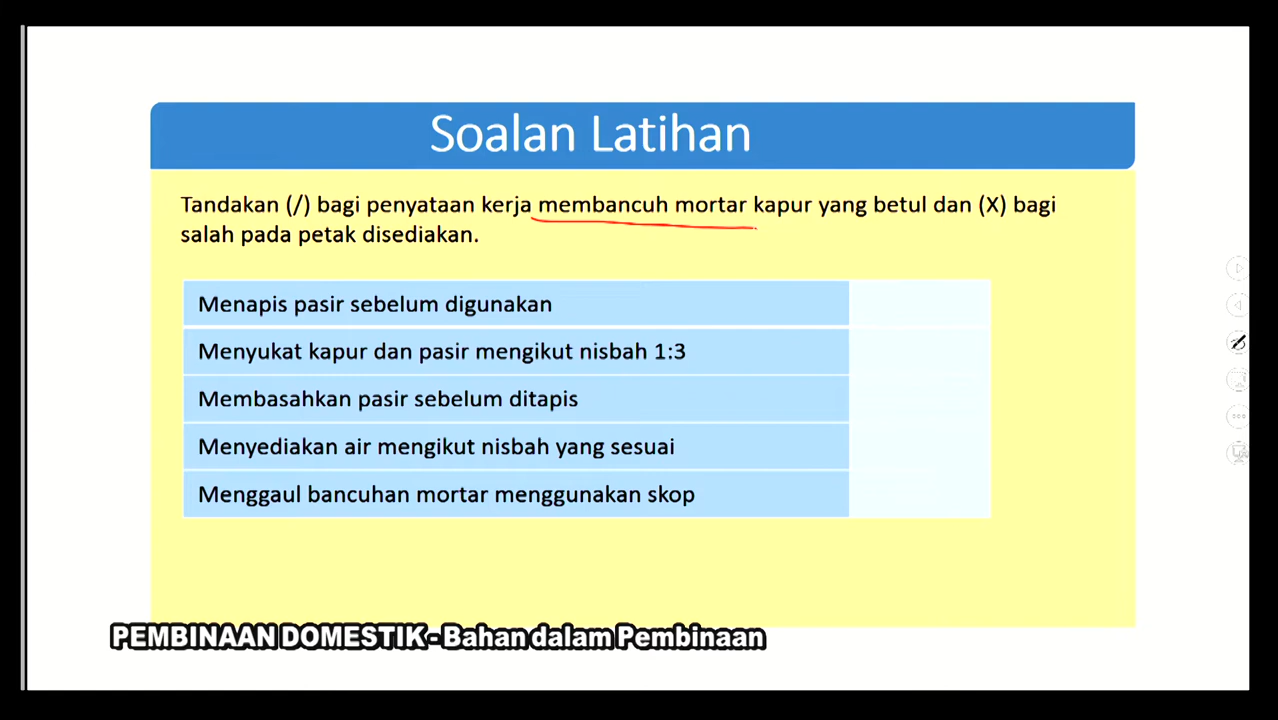 Soalan Latihan
Tandakan (/) bagi penyataan kerja membancuh mortar kapur yang betul dan (X) bagi
salah pada petak disediakan.
Menapis pasir sebelum digunakan
Menyukat kapur dan pasir mengikut nisbah 1:3
Membasahkan pasir sebelum ditapis
Menyediakan air mengikut nisbah yang sesuai
Menggaul bancuhan mortar menggunakan skop
PEMBINAAN DOMESTIK - Bahan dalam Pembinaan